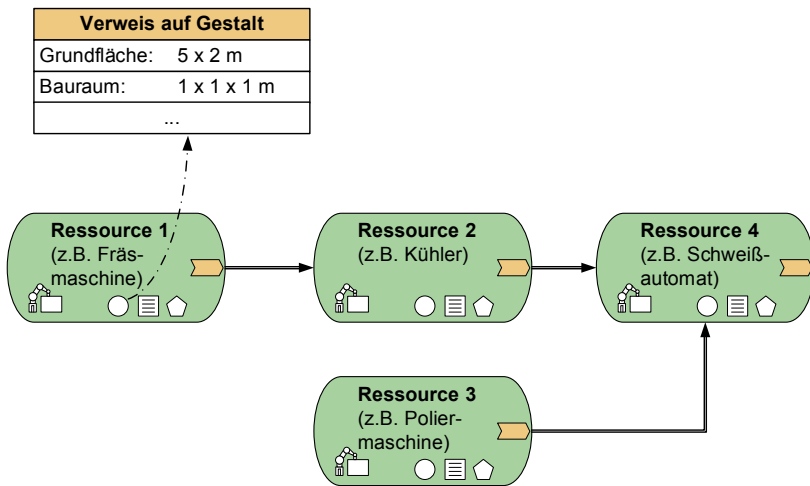 Verweis auf Gestalt
Grundfläche: 5 x 2 m
Bauraum: 1 x 1 x 1 m
...
Ressource 1
(z.B. Fräs-
maschine)
Ressource 2
(z.B. Kühler)
Ressource 4
(z.B. Schweiß-
automat)
Ressource 3
(z.B. Polier-
maschine)